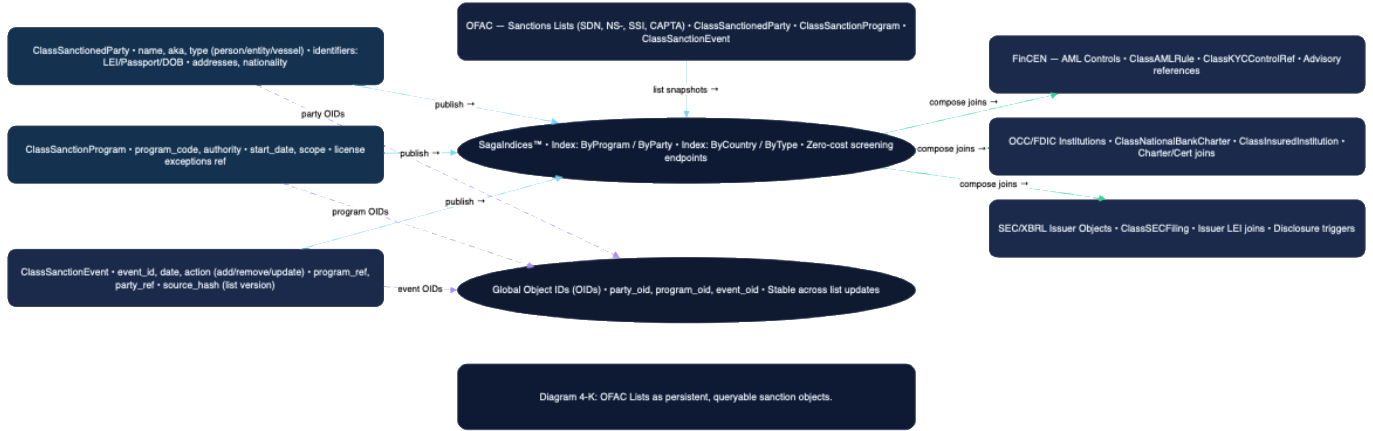 OFAC — Sanctions Lists (SDN, NS-, SSI, CAPTA) • ClassSanctionedParty • ClassSanctionProgram •
ClassSanctionEvent
ClassSanctionedParty • name, aka, type (person/entity/vessel) • identifiers:
LEI/Passport/DOB • addresses, nationality
FinCEN — AML Controls • ClassAMLRule • ClassKYCControlRef • Advisory
references
list snapshots →
publish →
compose joins →
party OIDs
ClassSanctionProgram • program_code, authority • start_date, scope • license
exceptions ref
publish →
SagaIndices™ • Index: ByProgram / ByParty • Index: ByCountry / ByType • Zero-cost screening
endpoints
compose joins →
OCC/FDIC Institutions • ClassNationalBankCharter • ClassInsuredInstitution •
Charter/Cert joins
compose joins →
publish →
program OIDs
SEC/XBRL Issuer Objects • ClassSECFiling • Issuer LEI joins • Disclosure triggers
ClassSanctionEvent • event_id, date, action (add/remove/update) • program_ref,
party_ref • source_hash (list version)
event OIDs
Global Object IDs (OIDs) • party_oid, program_oid, event_oid • Stable across list updates
Diagram 4-K: OFAC Lists as persistent, queryable sanction objects.